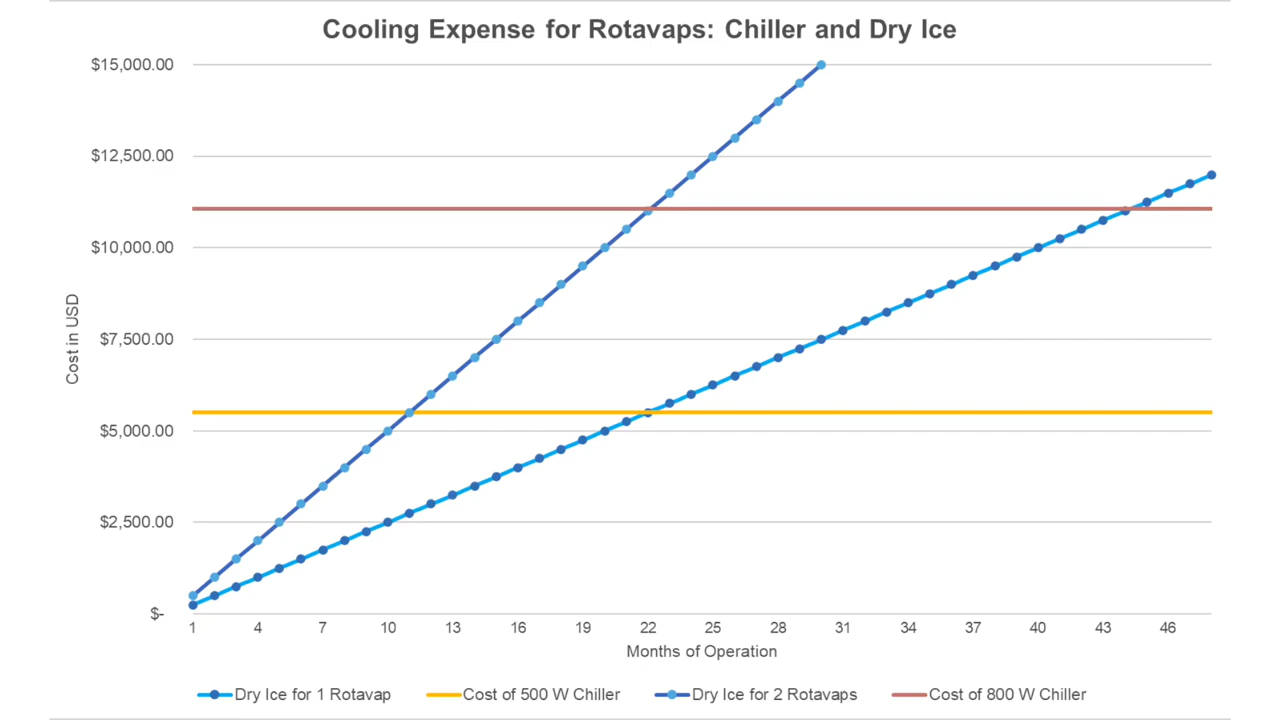 Cooling Expense for Rotavaps: Chiller and Dry Ice
$15,000.00
$12,500.00
$10,000.00
$7,500.00
$5,000.00
$2,500.00
$-
Cost in USD
1 4 7 10 13 16 19 22 25 28 31 34 37 40 43 46
Months of Operation
Dry Ice for 1 Rotavap Cost of 500 W Chiller Dry Ice for 2 Rotavaps Cost of 800 W Chiller